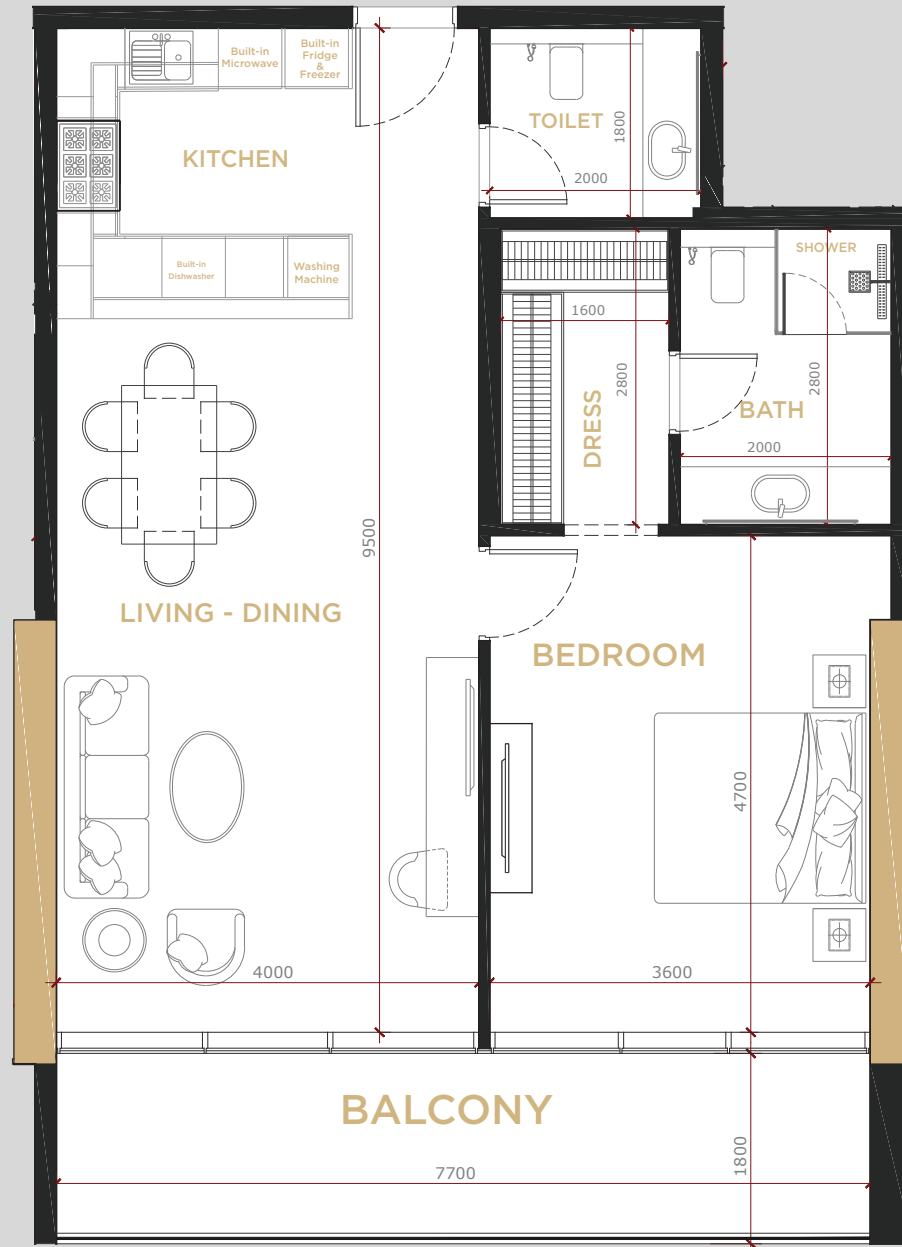 Built-in
Microwave
Built-in
Fridge
&
Freezer
TOILET
1800
KITCHEN
2000
SHOWER
Built-in
Dishwasher
Washing
Machine
1600
2800
2800
DRESS
BATH
2000
9500
LIVING - DINING
BEDROOM
4700
4000
3600
BALCONY
1800
7700